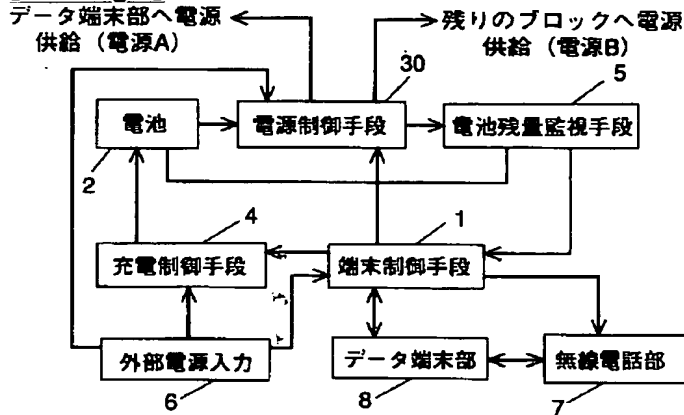 データ端末部へ電源
供給（電源A）
残りのブロックへ電源
供給（電源B）
30
5
電池
電源制御手段
電池残量監視手段
2
4
1
充電制御手段
端末制御手段
外部電源入力
データ端末部
無線電話部
6
8
7